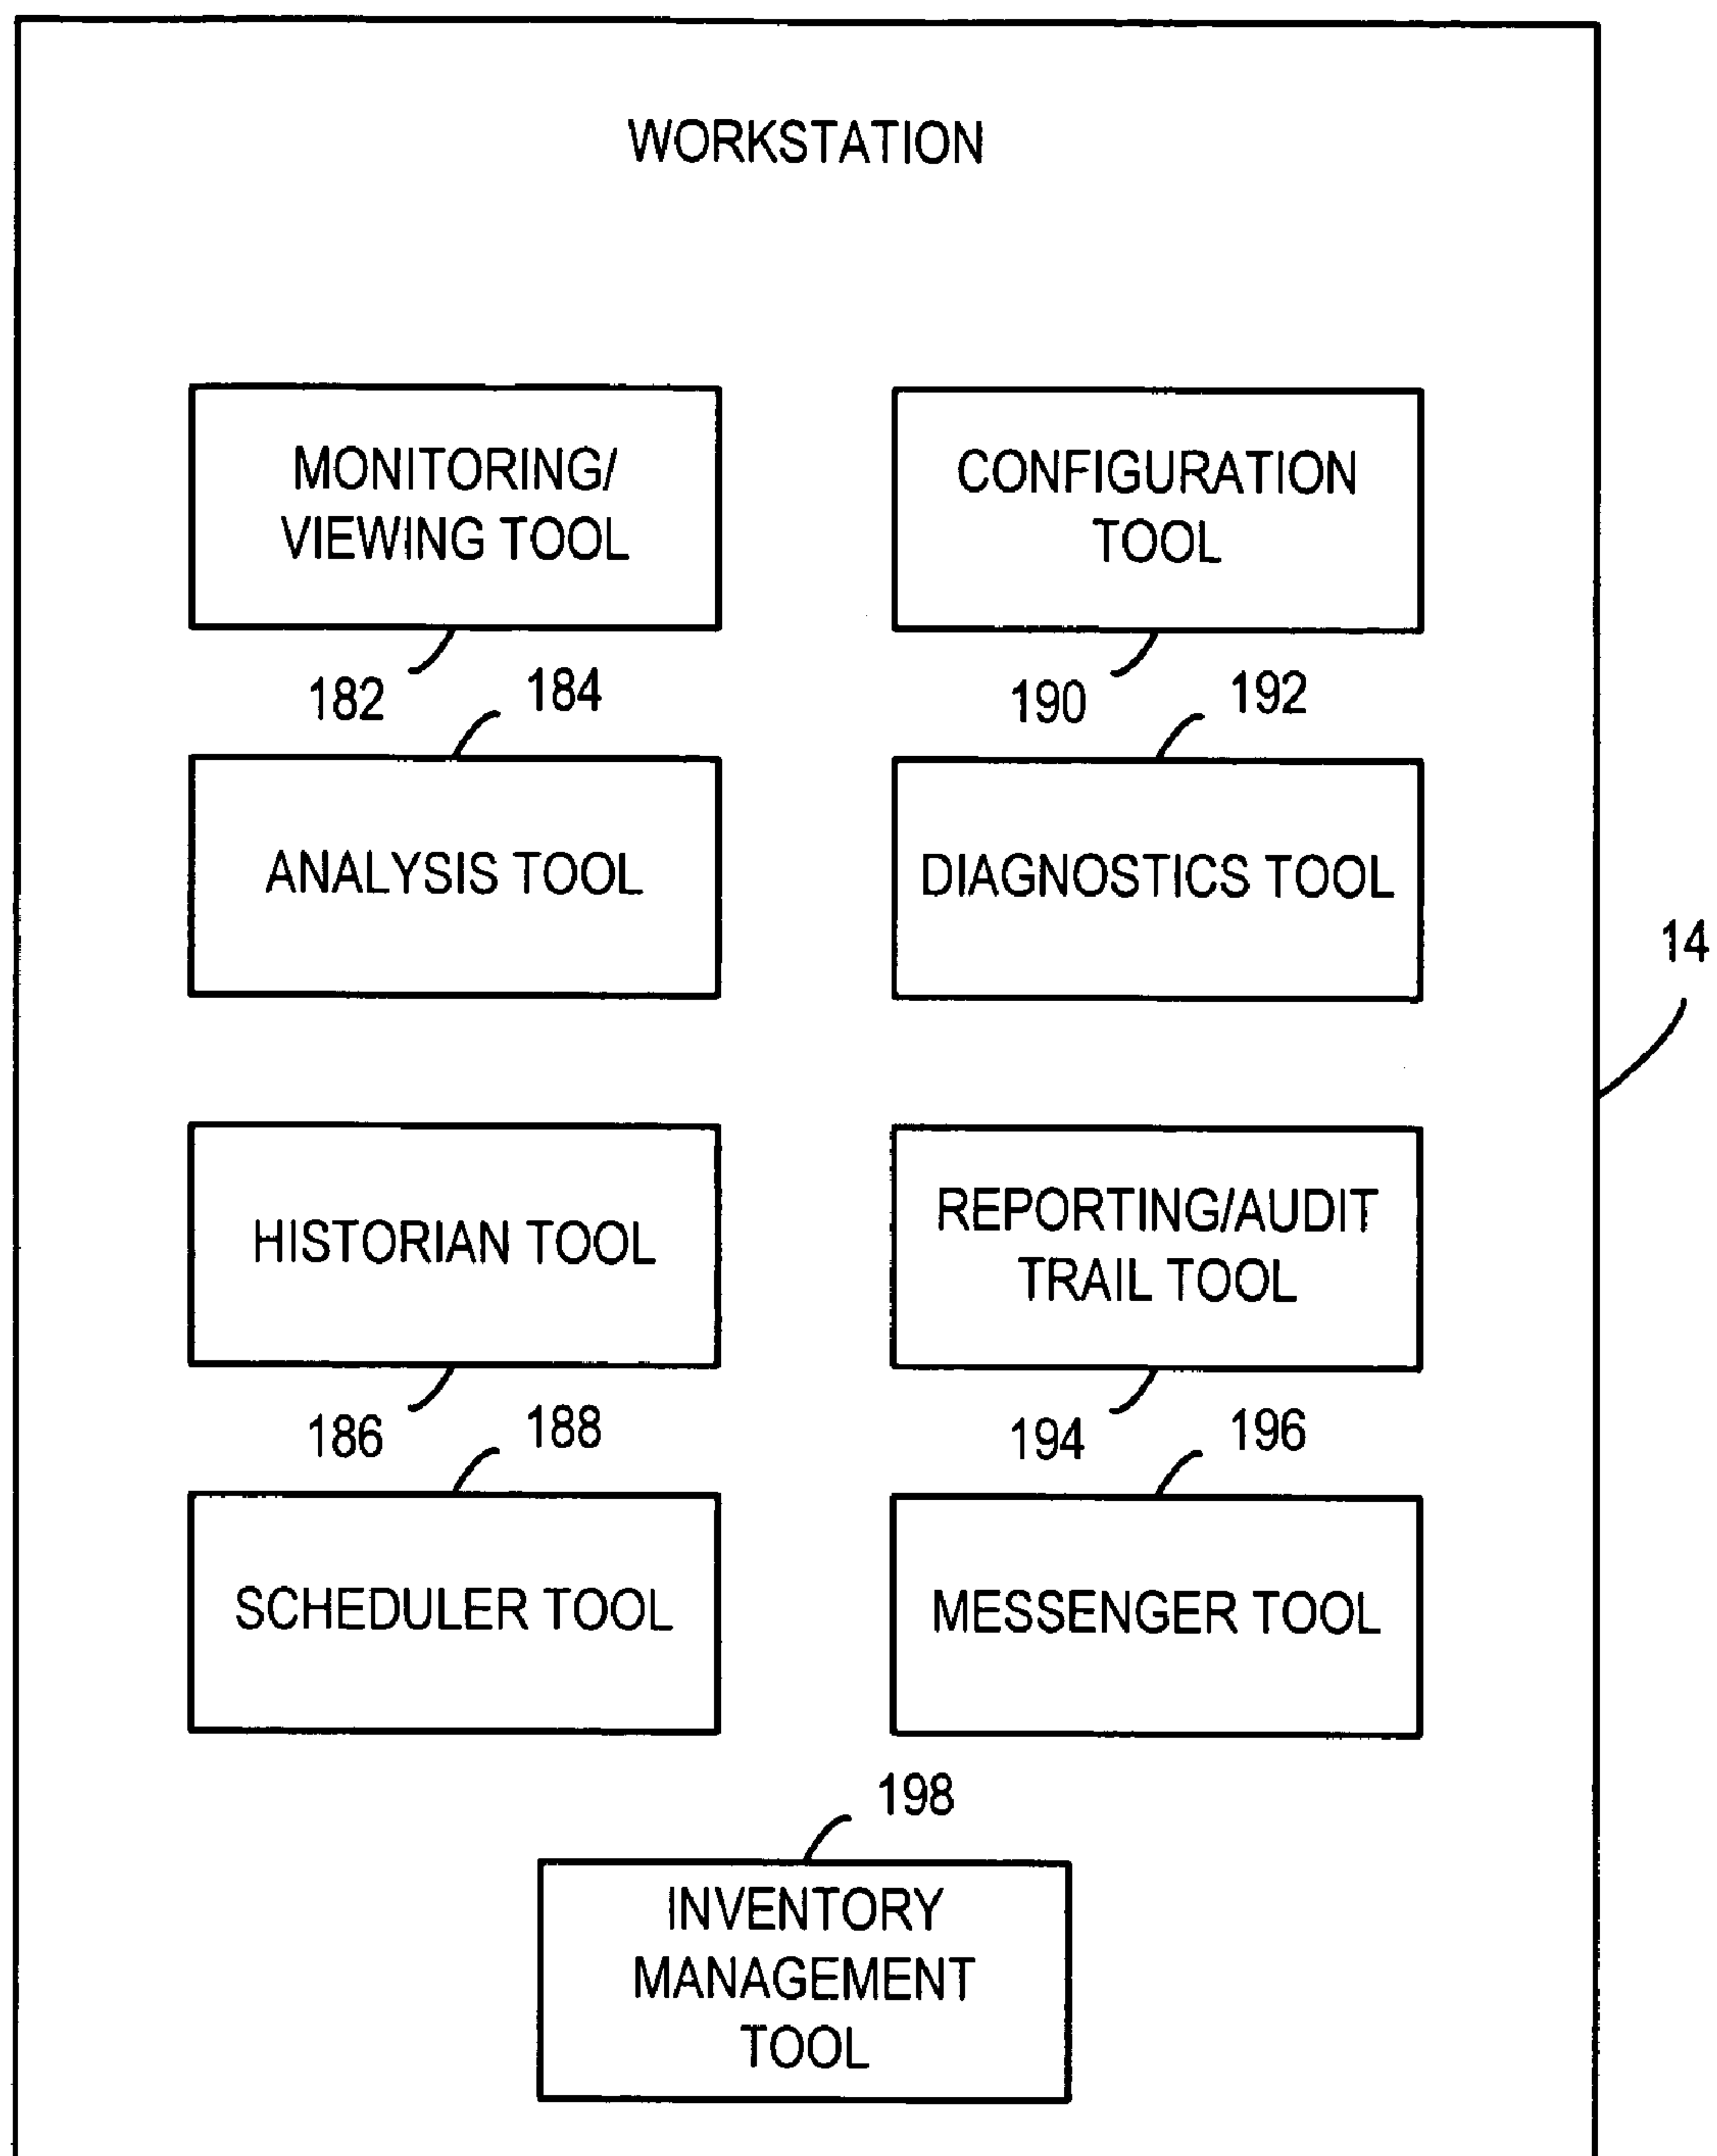 WORKSTATION
MONITORING/
VIEWING TOOL
CONFIGURATION
TOOL
182
184
190
192
ANALYSIS TOOL
DIAGNOSTICS TOOL
14
HISTORIAN TOOL
REPORTING/AUDIT
TRAIL TOOL
186
188
194
196
SCHEDULER TOOL
MESSENGER TOOL
198
INVENTORY
MANAGEMENT
TOOL